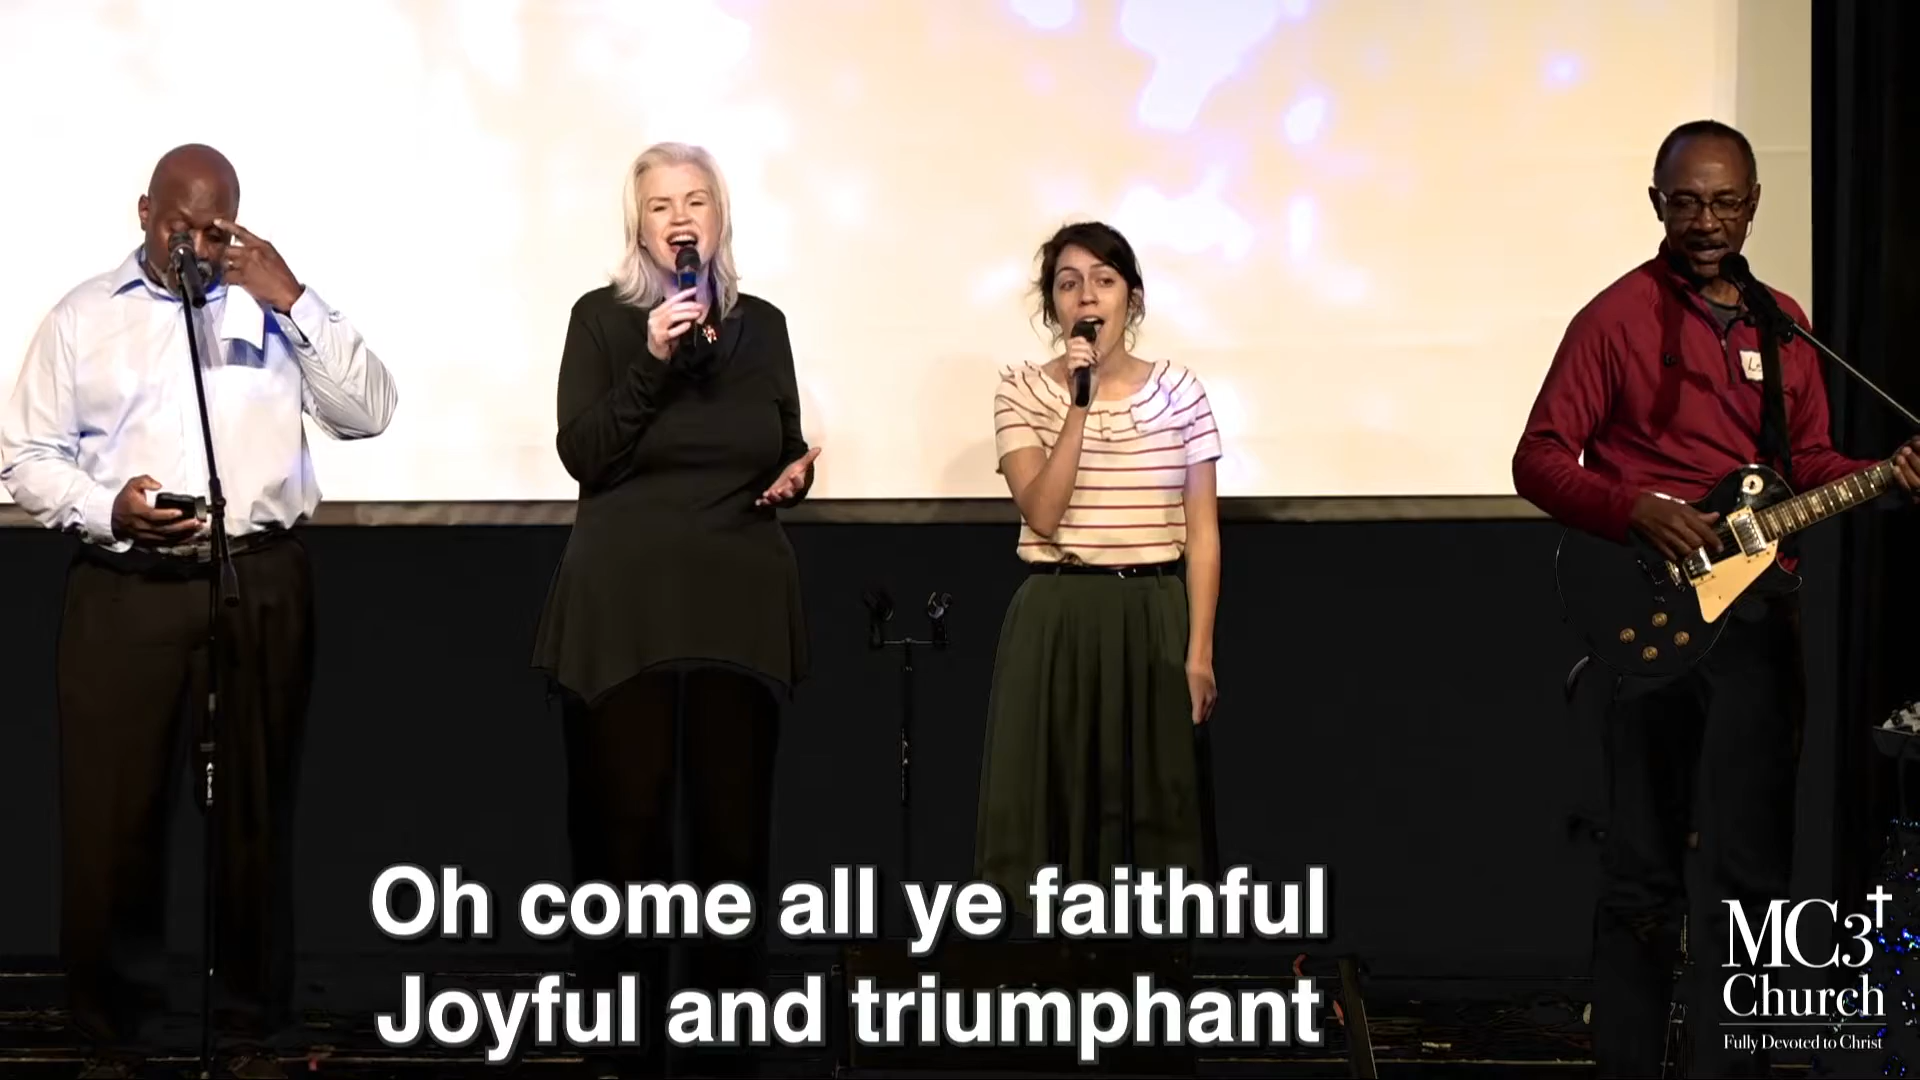 Oh come all ye faithful
Joyful and triumphant
MC3
Church
Fully Devoted to Christ